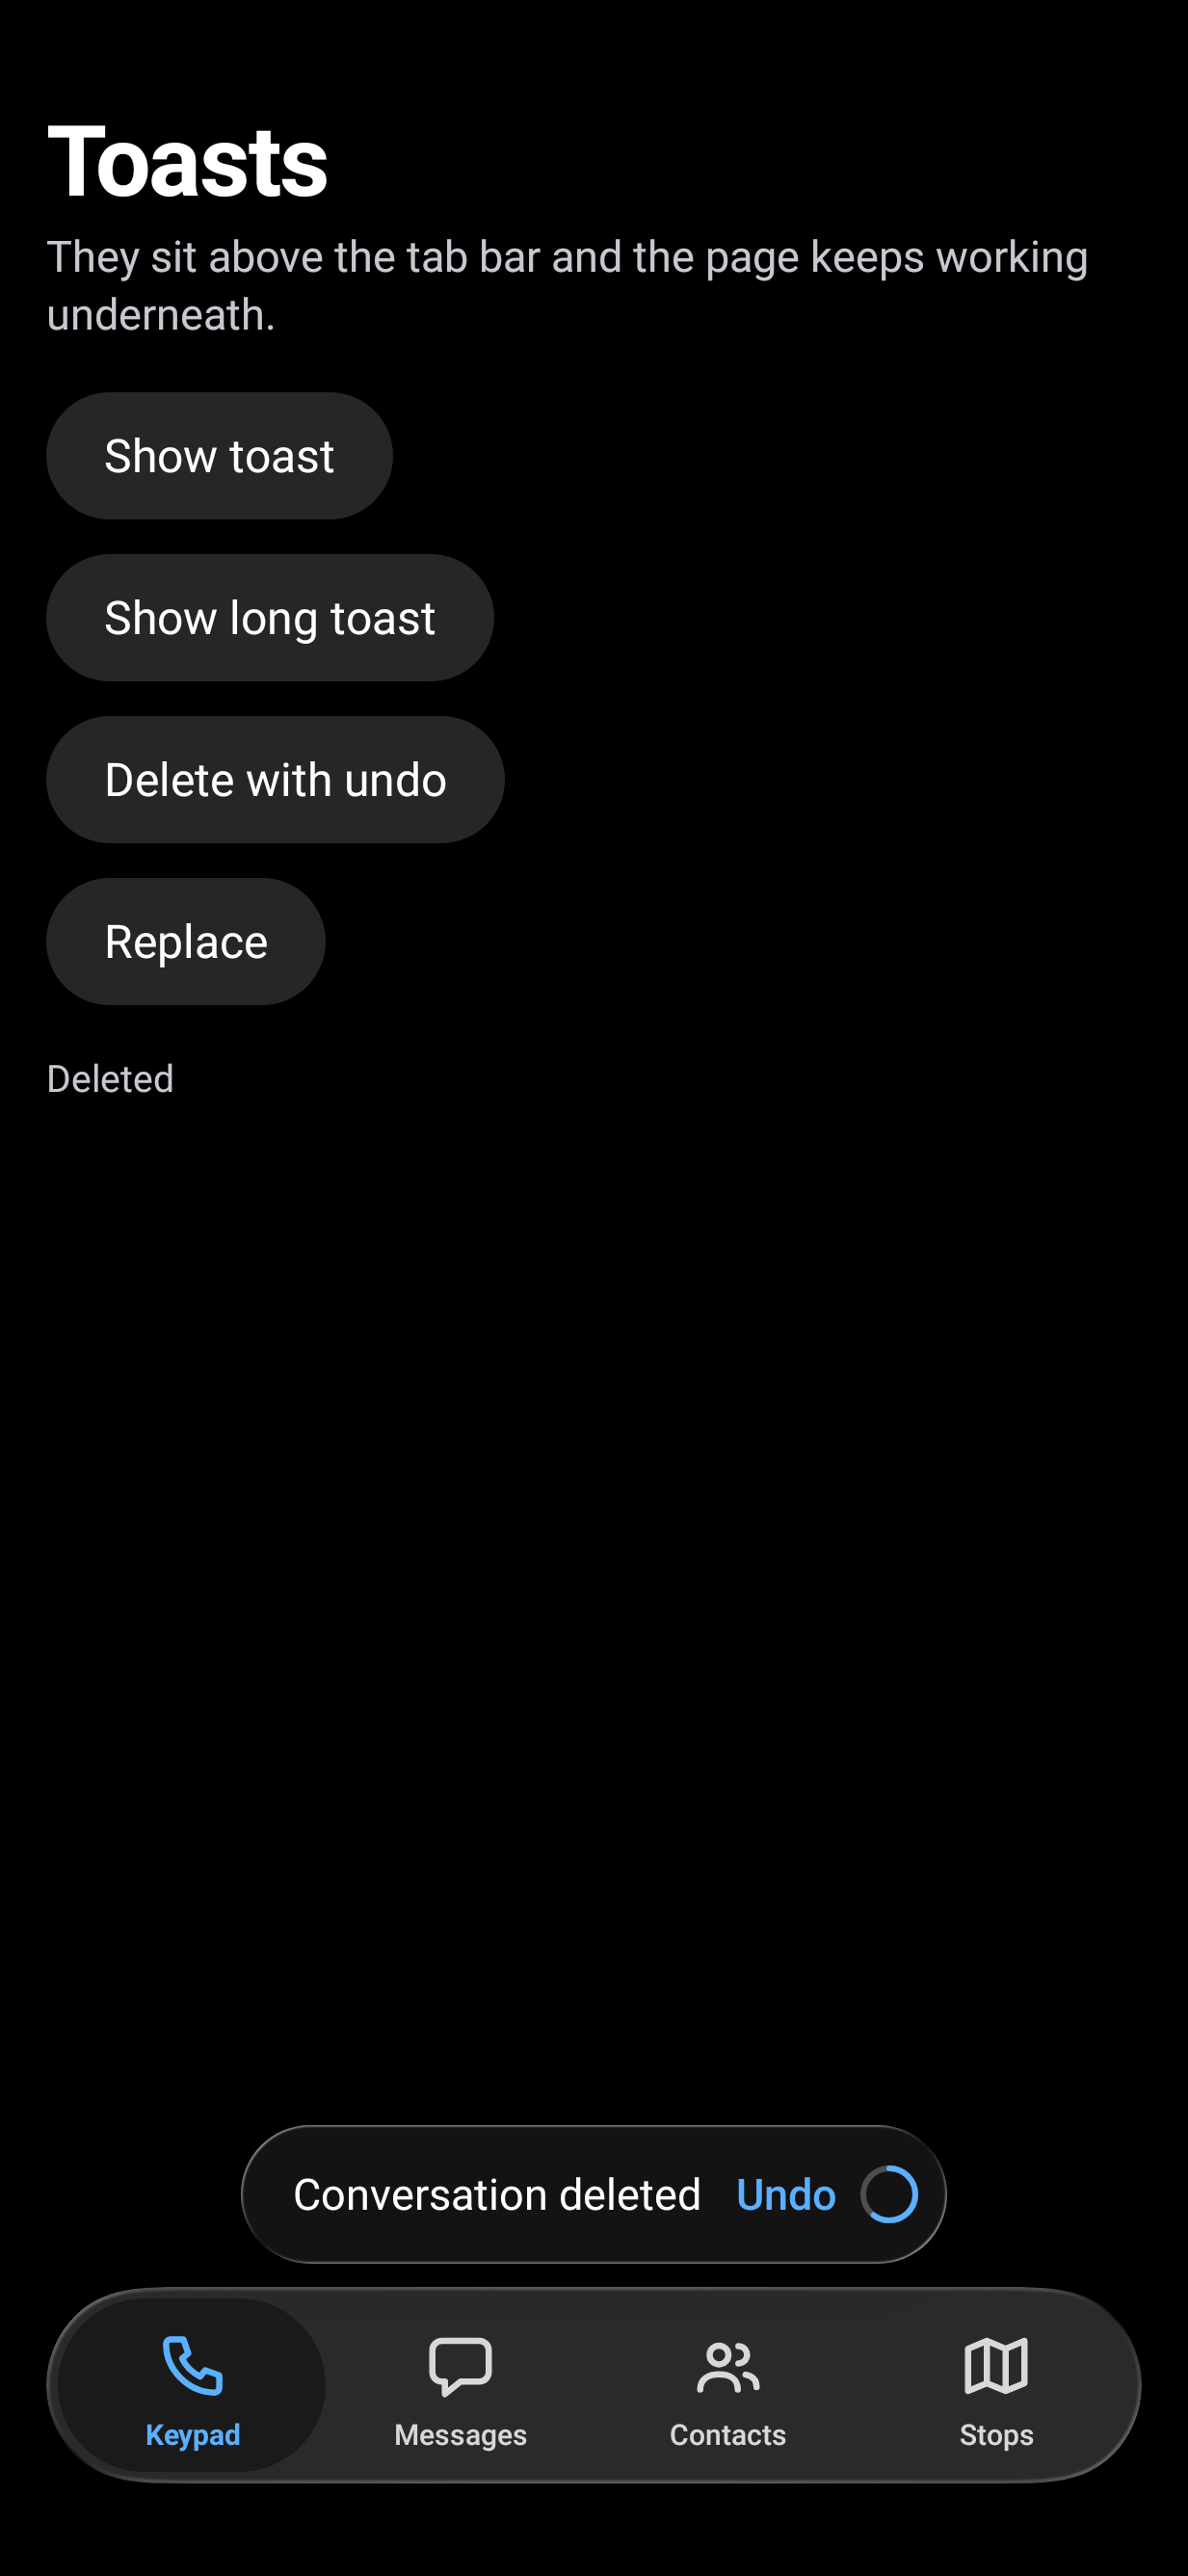 Toasts
They sit above the tab bar and the page keeps working
underneath.
Show toast
Show long toast
Delete with undo
Replace
Deleted
Conversation deleted Undo
Keypad Messages Contacts Stops